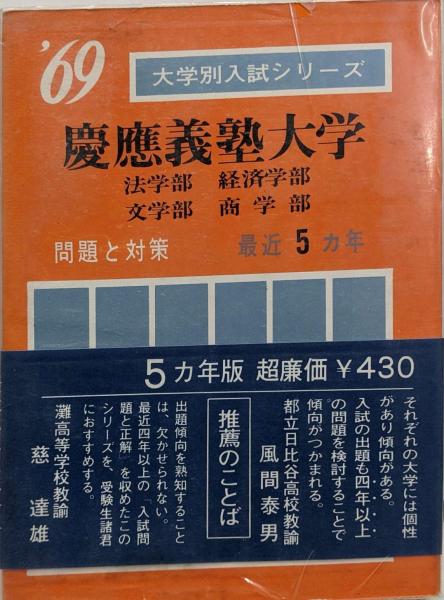 '69
大学別入試シリーズ
慶應義塾大学
法学部 経済学部
文学部 商学部
問題と対策
最近5カ年
5カ年版 超廉価 ¥430
それぞれの大学には個性
があり傾向がある。
入試の出題も四年以上
の問題を検討することで
傾向がつかまれる。
都立日比谷高校教諭
風間泰男
推薦のことば
出題傾向を熟知すること
は、欠かせられない。
最近四年以上の「入試問
題と正解」を収めたこの
シリーズを、受験生諸君
におすすめする。
灘高等学校教諭
慈達雄